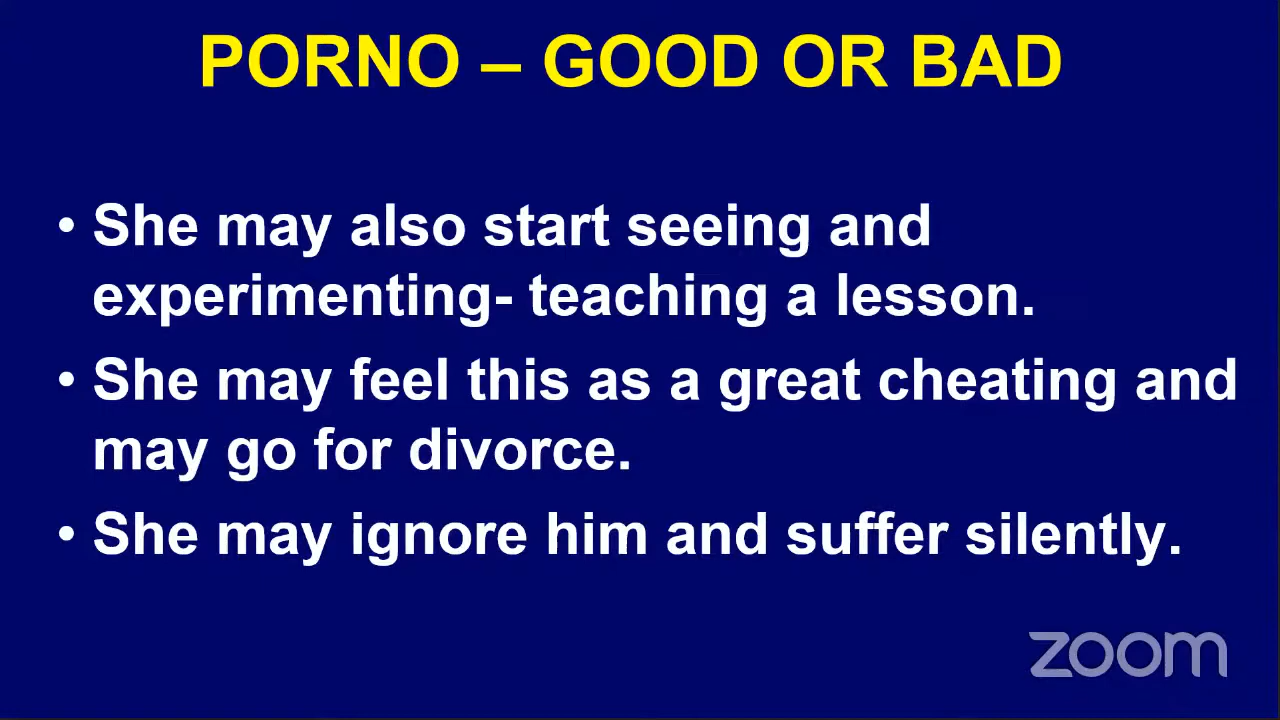 PORNO – GOOD OR BAD
• She may also start seeing and
experimenting- teaching a lesson.
• She may feel this as a great cheating and
may go for divorce.
• She may ignore him and suffer silently.
zoom